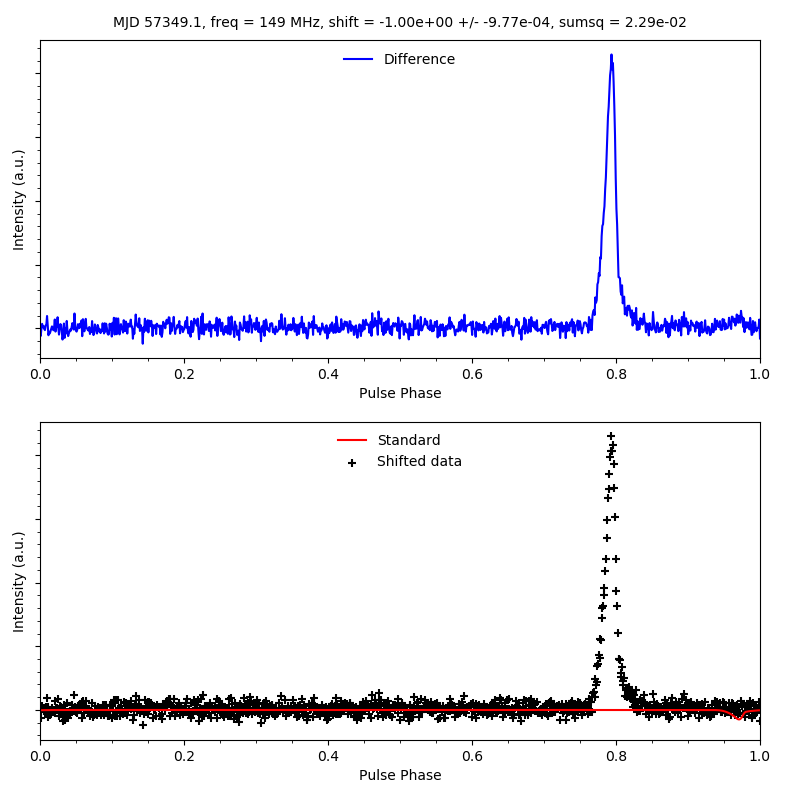 MJD 57349.1, freq = 149 MHz, shift = -1.00e+00 +/- -9.77e-04, sumsq = 2.29e-02
Difference
Intensity (a.u.)
0.0 0.2 0.4 0.6 0.8 1.0
Pulse Phase
Standard
Shifted data
Intensity (a.u.)
0.0 0.2 0.4 0.6 0.8 1.0
Pulse Phase